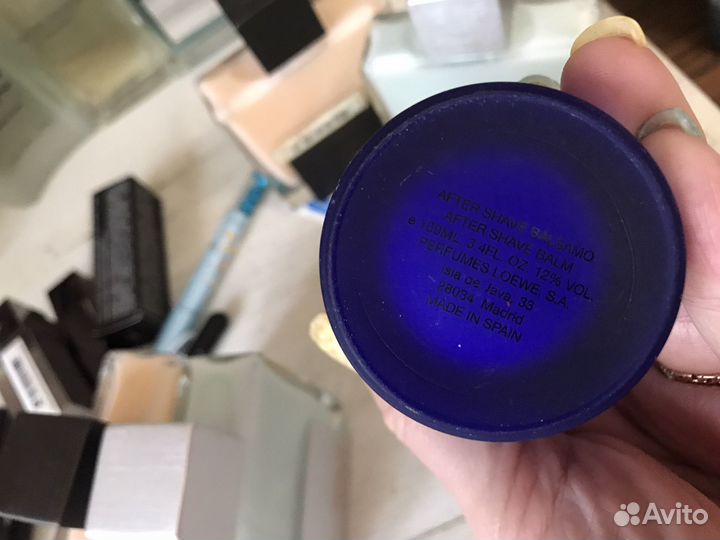 AFTER SHAVE BALSAMO
AFTER SHAVE BALM
e 100ML 3.4FL. OZ. 12% VOL.
PERFUMES LOEWE, S.A.
Isla de Java, 33
28034 Madrid
MADE IN SPAIN
Avito